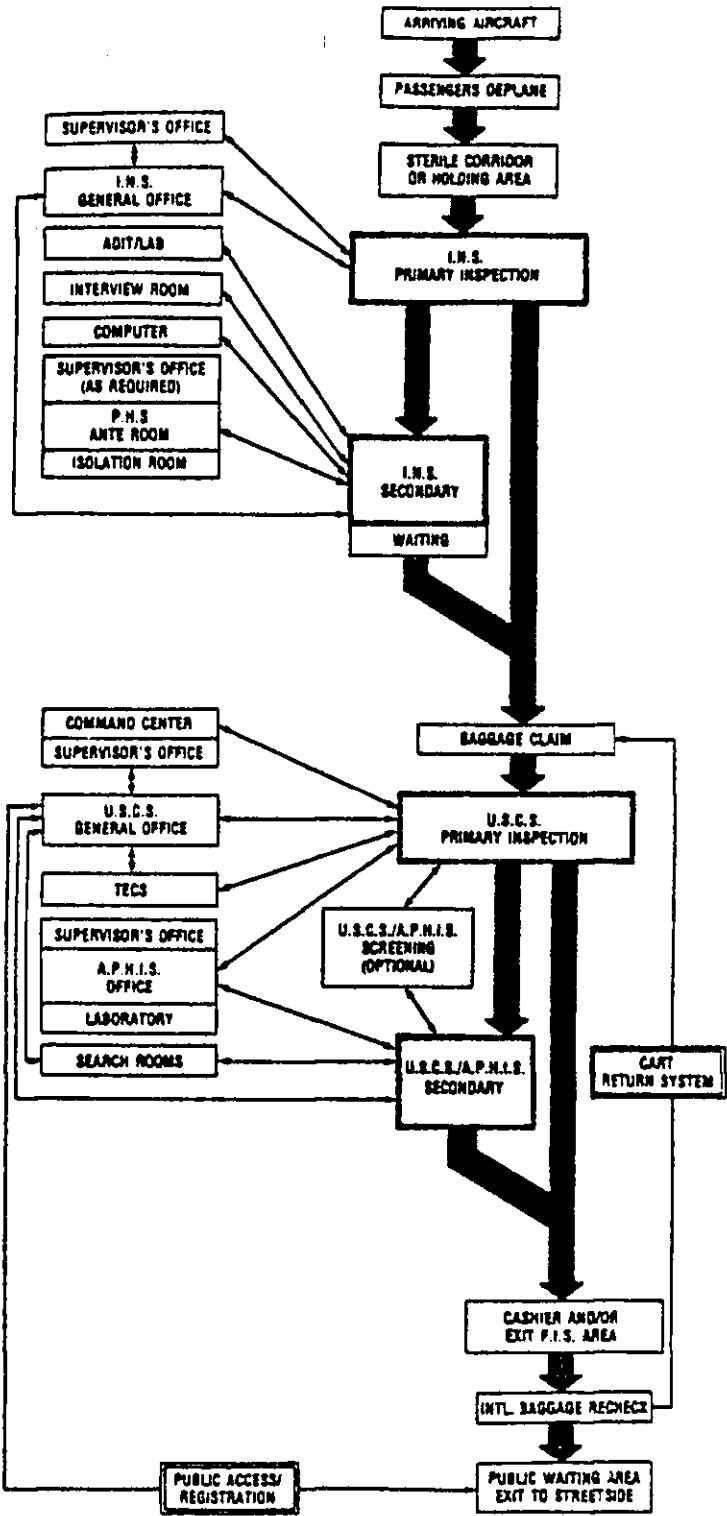 ARRIVING AIRCRAFT
PASSENGERS DEPLANE
STERILE CORRIDOR
OR HOLDING AREA
I.N.S.
PRIMARY INSPECTION
SUPERVISOR'S OFFICE
I.N.S.
GENERAL OFFICE
ADIT/LAB
INTERVIEW ROOM
COMPUTER
SUPERVISOR'S OFFICE
(AS REQUIRED)
P.H.S
ANTE ROOM
ISOLATION ROOM
I.N.S.
SECONDARY
WAITING
BAGGAGE CLAIM
COMMAND CENTER
SUPERVISOR'S OFFICE
U.S.C.S.
GENERAL OFFICE
TECS
SUPERVISOR'S OFFICE
A.P.H.I.S.
OFFICE
LABORATORY
SEARCH ROOMS
U.S.C.S.
PRIMARY INSPECTION
U.S.C.S./A.P.H.I.S.
SCREENING
(OPTIONAL)
U.S.C.S./A.P.H.I.S.
SECONDARY
CART
RETURN SYSTEM
CASHIER AND/OR
EXIT F.I.S. AREA
INTL. BAGGAGE RECHECK
PUBLIC ACCESS/
REGISTRATION
PUBLIC WAITING AREA
EXIT TO STREETSIDE